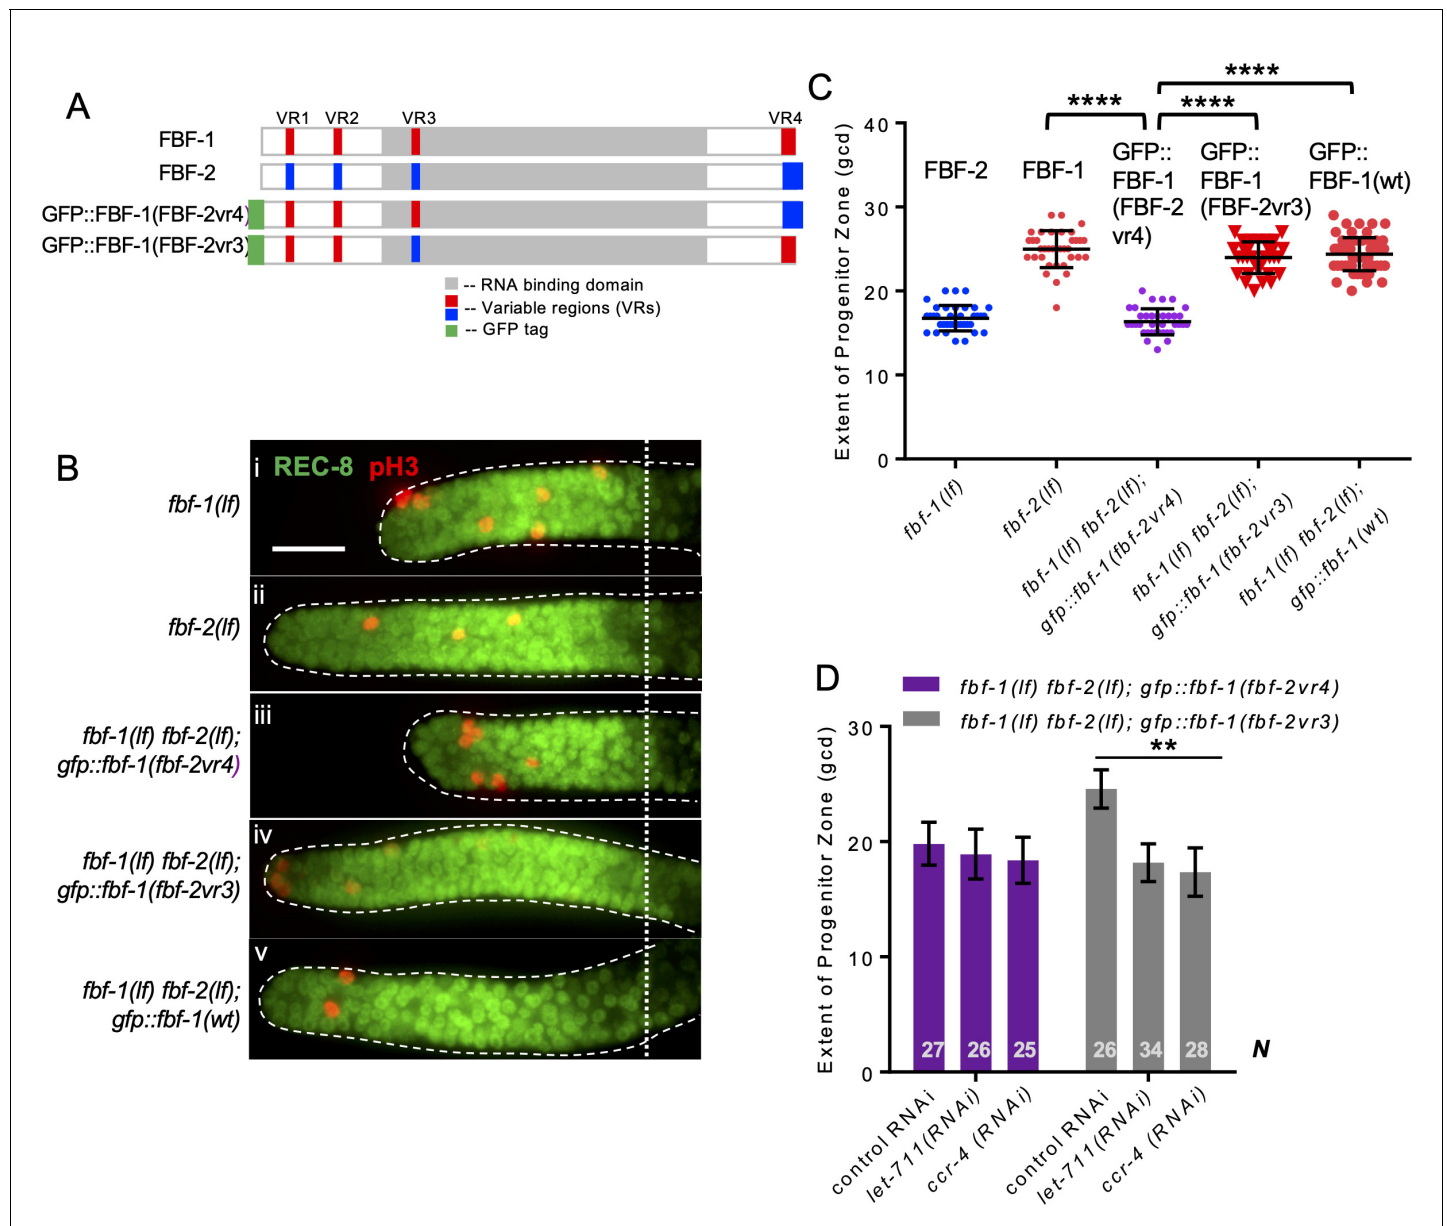 A
VR1 VR2 VR3 VR4
FBF-1
FBF-2
GFP::FBF-1(FBF-2vr4)
GFP::FBF-1(FBF-2vr3)
-- RNA binding domain
-- Variable regions (VRs)
-- GFP tag
B
i REC-8 pH3
fbf-1(lf)
ii
fbf-2(lf)
iii
fbf-1(lf) fbf-2(lf);
gfp::fbf-1(fbf-2vr4)
iv
fbf-1(lf) fbf-2(lf);
gfp::fbf-1(fbf-2vr3)
v
fbf-1(lf) fbf-2(lf);
gfp::fbf-1(wt)
C
**** **** ****
Extent of Progenitor Zone (gcd)
40
30
20
10
0
FBF-2
FBF-1
GFP::
FBF-1
(FBF-2
vr4)
GFP::
FBF-1
(FBF-2vr3)
GFP::
FBF-1(wt)
fbf-1(lf)
fbf-2(lf)
fbf-1(lf) fbf-2(lf);
gfp::fbf-1(fbf-2vr4)
fbf-1(lf) fbf-2(lf);
gfp::fbf-1(fbf-2vr3)
fbf-1(lf) fbf-2(lf);
gfp::fbf-1(wt)
D
fbf-1(lf) fbf-2(lf); gfp::fbf-1(fbf-2vr4)
fbf-1(lf) fbf-2(lf); gfp::fbf-1(fbf-2vr3)
**
Extent of Progenitor Zone (gcd)
30
20
10
0
27 26 25 26 34 28 N
control RNAi
let-711(RNAi)
ccr-4 (RNAi)
control RNAi
let-711(RNAi)
ccr-4 (RNAi)